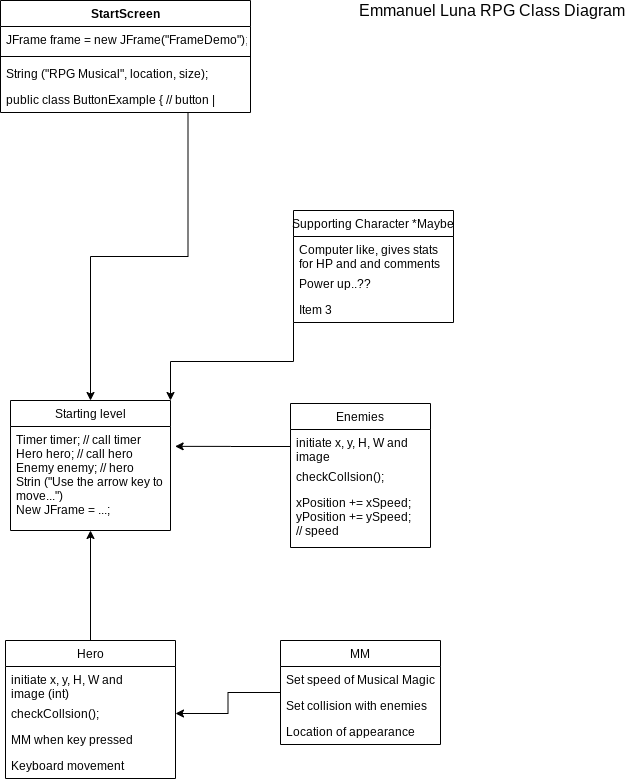 Emmanuel Luna RPG Class Diagram
StartScreen
JFrame frame = new JFrame("FrameDemo");
String ("RPG Musical", location, size);
public class ButtonExample { // button |
Supporting Character *Maybe
Computer like, gives stats
for HP and and comments
Power up..??
Item 3
Starting level
Timer timer; // call timer
Hero hero; // call hero
Enemy enemy; // hero
Strin ("Use the arrow key to
move...")
New JFrame = ...;
Enemies
initiate x, y, H, W and
image
checkCollsion();
xPosition += xSpeed;
yPosition += ySpeed;
// speed
Hero
initiate x, y, H, W and
image (int)
checkCollsion();
MM when key pressed
Keyboard movement
MM
Set speed of Musical Magic
Set collision with enemies
Location of appearance